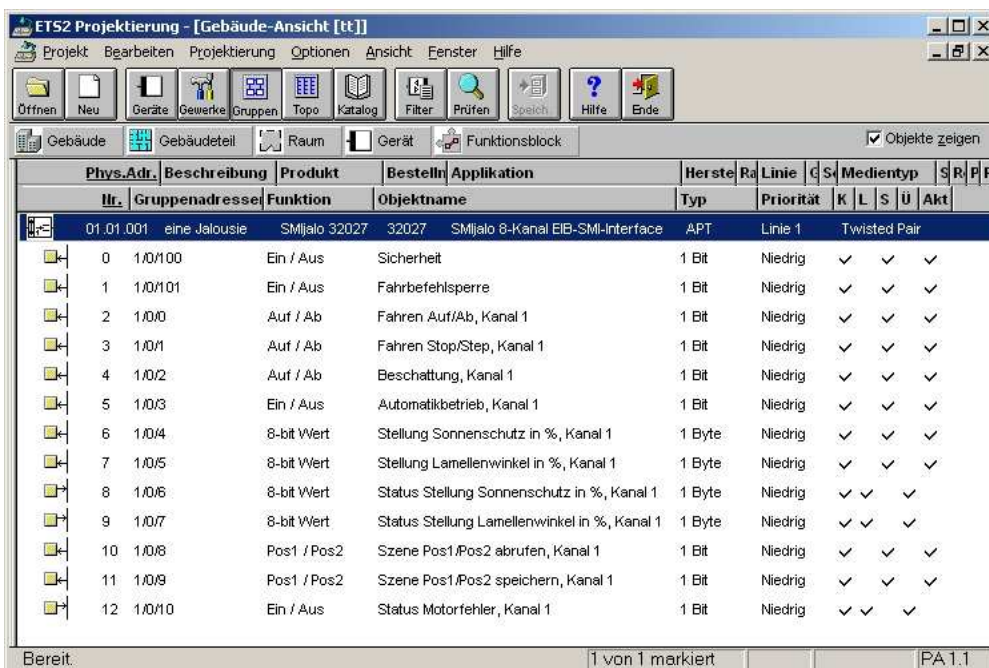 ETS2 Projektierung - [Gebäude-Ansicht [tt]]
Projekt Bearbeiten Projektierung Optionen Ansicht Fenster Hilfe
Öffnen Neu Geräte Gewerke Gruppen Topo Katalog Filter Prüfen Speich. Hilfe Ende
Gebäude Gebäudeteil Raum Gerät Funktionsblock Objekte zeigen
Phys.Adr. Beschreibung Produkt Bestelln Applikation Herste Ra Linie G Se Medientyp S R P F
Nr. Gruppenadresse Funktion Objektname Typ Priorität K L S Ü Akt
01.01.001 eine Jalousie SMIjalo 32027 32027 SMIjalo 8-Kanal EIB-SMI-Interface APT Linie 1 Twisted Pair
0 1/0/100 Ein / Aus Sicherheit 1 Bit Niedrig
1 1/0/101 Ein / Aus Fahrbefehlsperre 1 Bit Niedrig
2 1/0/0 Auf / Ab Fahren Auf/Ab, Kanal 1 1 Bit Niedrig
3 1/0/1 Auf / Ab Fahren Stop/Step, Kanal 1 1 Bit Niedrig
4 1/0/2 Auf / Ab Beschattung, Kanal 1 1 Bit Niedrig
5 1/0/3 Ein / Aus Automatikbetrieb, Kanal 1 1 Bit Niedrig
6 1/0/4 8-bit Wert Stellung Sonnenschutz in %, Kanal 1 1 Byte Niedrig
7 1/0/5 8-bit Wert Stellung Lamellenwinkel in %, Kanal 1 1 Byte Niedrig
8 1/0/6 8-bit Wert Status Stellung Sonnenschutz in %, Kanal 1 1 Byte Niedrig
9 1/0/7 8-bit Wert Status Stellung Lamellenwinkel in %, Kanal 1 1 Byte Niedrig
10 1/0/8 Pos1 / Pos2 Szene Pos1/Pos2 abrufen, Kanal 1 1 Bit Niedrig
11 1/0/9 Pos1 / Pos2 Szene Pos1/Pos2 speichern, Kanal 1 1 Bit Niedrig
12 1/0/10 Ein / Aus Status Motorfehler, Kanal 1 1 Bit Niedrig
Bereit. 1 von 1 markiert PA 1.1